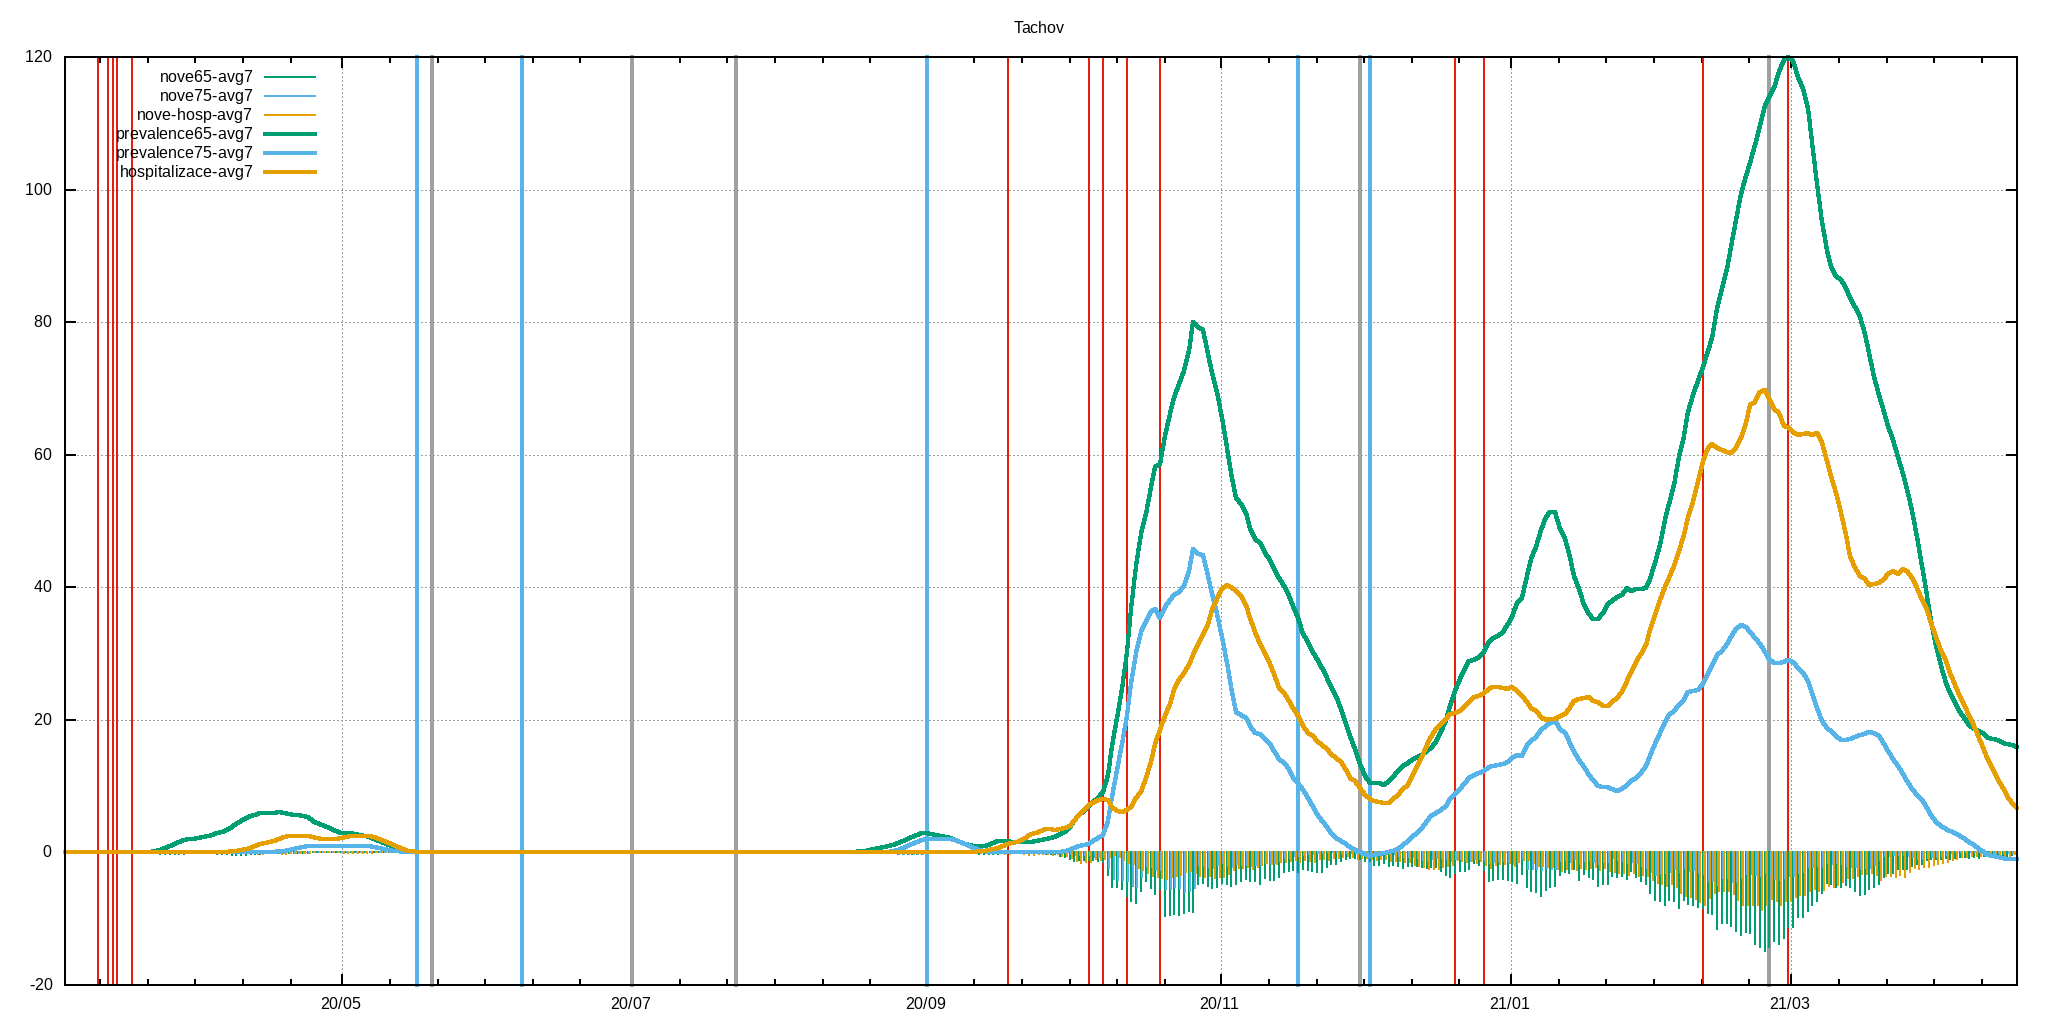 Tachov
120
100
80
60
40
20
0
-20
nove65-avg7
nove75-avg7
nove-hosp-avg7
prevalence65-avg7
prevalence75-avg7
hospitalizace-avg7
20/05 20/07 20/09 20/11 21/01 21/03